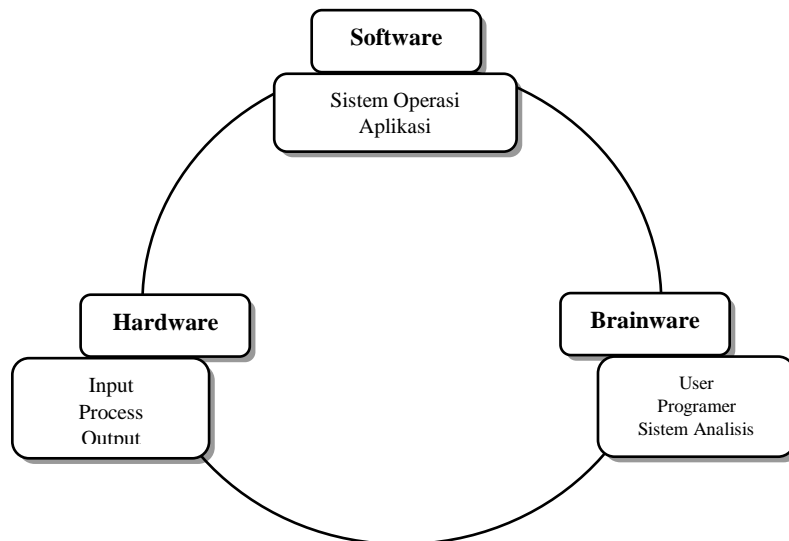 Software
Sistem Operasi
Aplikasi
Hardware
Input
Process
Output
Brainware
User
Programer
Sistem Analisis